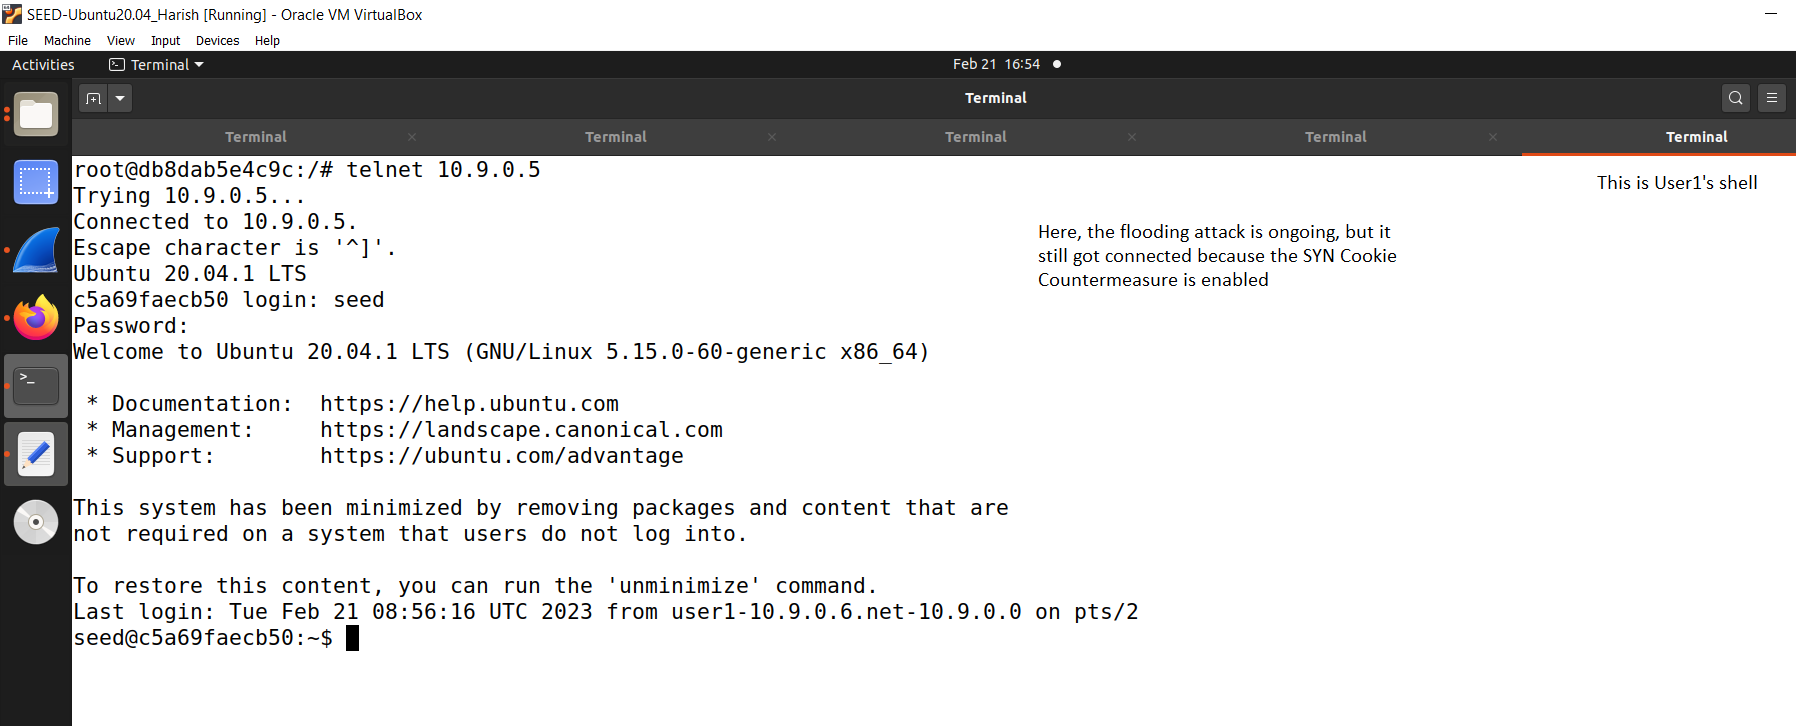 SEED-Ubuntu20.04_Harish [Running] - Oracle VM VirtualBox
File Machine View Input Devices Help
Activities Terminal Feb 21 16:54
Terminal
Terminal Terminal Terminal Terminal Terminal
root@db8dab5e4c9c:/# telnet 10.9.0.5
This is User1's shell
Trying 10.9.0.5...
Connected to 10.9.0.5.
Here, the flooding attack is ongoing, but it
still got connected because the SYN Cookie
Countermeasure is enabled
Escape character is '^]'.
Ubuntu 20.04.1 LTS
c5a69faecb50 login: seed
Password:
Welcome to Ubuntu 20.04.1 LTS (GNU/Linux 5.15.0-60-generic x86_64)
* Documentation: https://help.ubuntu.com
* Management: https://landscape.canonical.com
* Support: https://ubuntu.com/advantage
This system has been minimized by removing packages and content that are
not required on a system that users do not log into.
To restore this content, you can run the 'unminimize' command.
Last login: Tue Feb 21 08:56:16 UTC 2023 from user1-10.9.0.6.net-10.9.0.0 on pts/2
seed@c5a69faecb50:~$